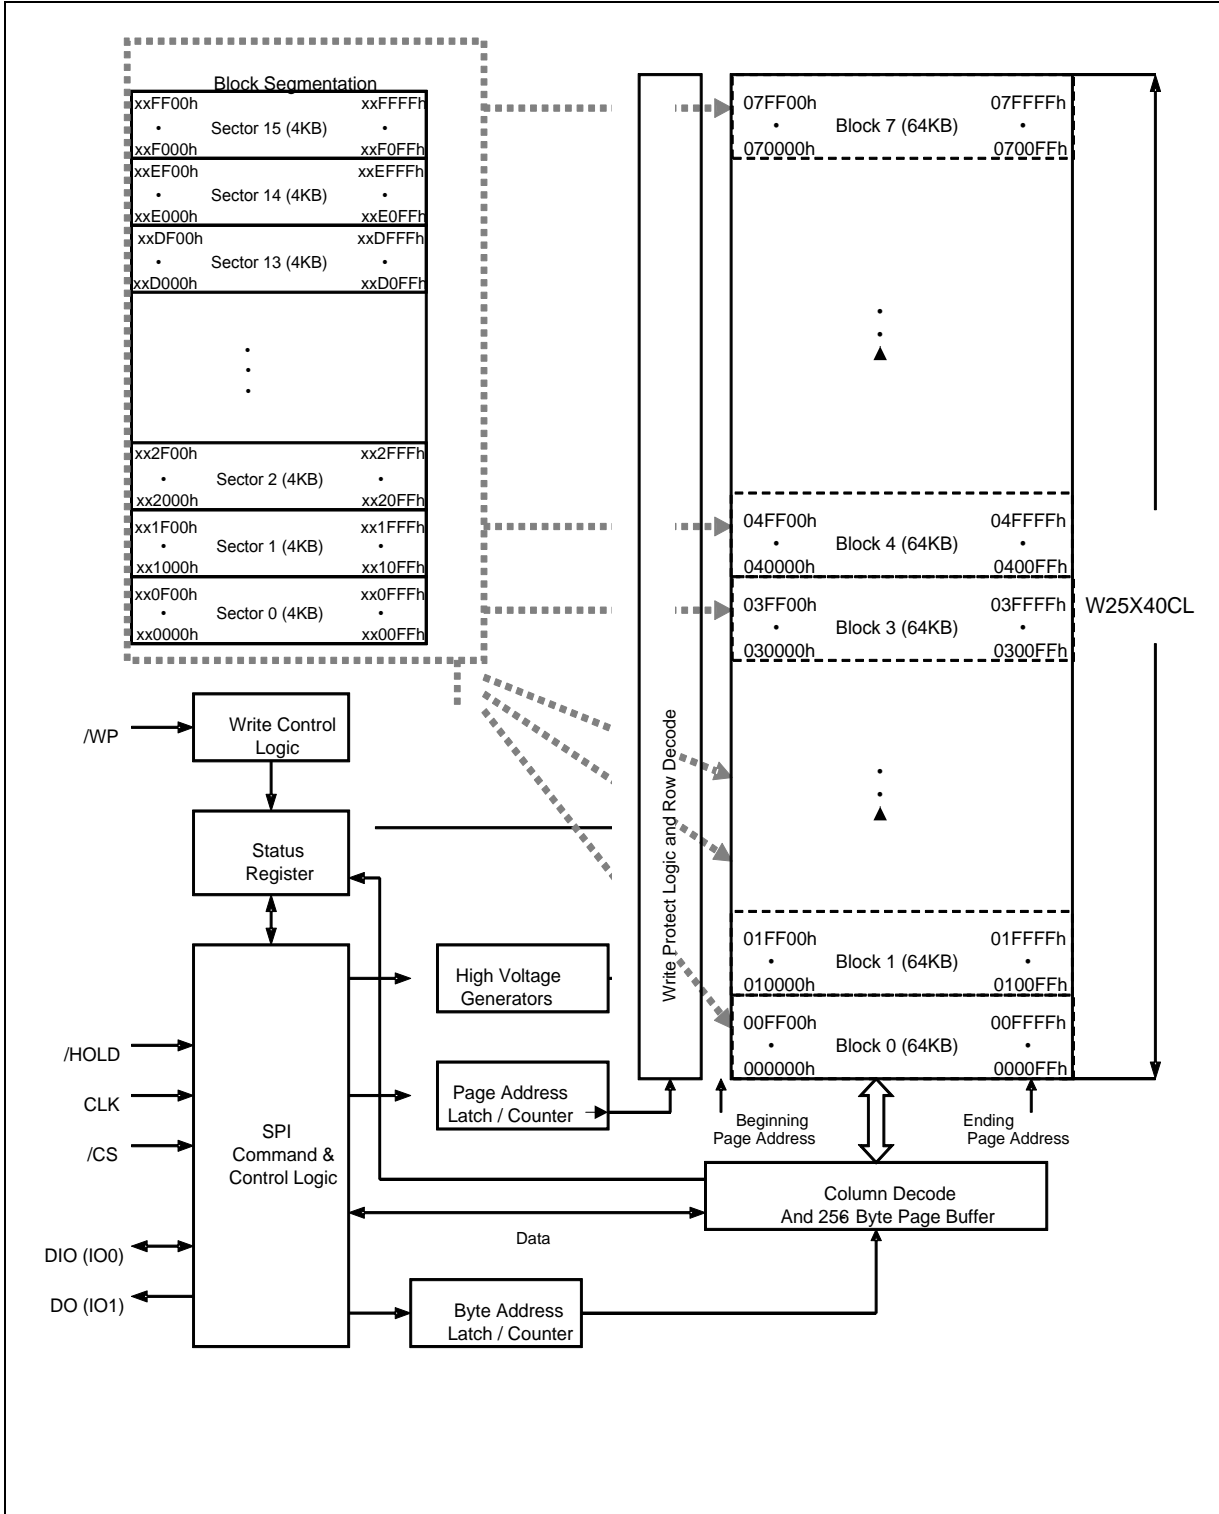 Block Segmentation
xxFF00h xxFFFFh
• Sector 15 (4KB) •
xxF000h xxF0FFh
xxEF00h xxEFFFh
• Sector 14 (4KB) •
xxE000h xxE0FFh
xxDF00h xxDFFFh
• Sector 13 (4KB) •
xxD000h xxD0FFh
xx2F00h xx2FFFh
• Sector 2 (4KB) •
xx2000h xx20FFh
xx1F00h xx1FFFh
• Sector 1 (4KB) •
xx1000h xx10FFh
xx0F00h xx0FFFh
• Sector 0 (4KB) •
xx0000h xx00FFh
Write Protect Logic and Row Decode
07FF00h 07FFFFh
• Block 7 (64KB) •
070000h 0700FFh
04FF00h 04FFFFh
• Block 4 (64KB) •
040000h 0400FFh
03FF00h 03FFFFh
• Block 3 (64KB) •
030000h 0300FFh
01FF00h 01FFFFh
• Block 1 (64KB) •
010000h 0100FFh
00FF00h 00FFFFh
• Block 0 (64KB) •
000000h 0000FFh
W25X40CL
/WP
Write Control
Logic
Status
Register
High Voltage
Generators
/HOLD
CLK
/CS
DIO (IO0)
DO (IO1)
SPI
Command &
Control Logic
Page Address
Latch / Counter
Beginning
Page Address
Ending
Page Address
Column Decode
And 256 Byte Page Buffer
Data
Byte Address
Latch / Counter